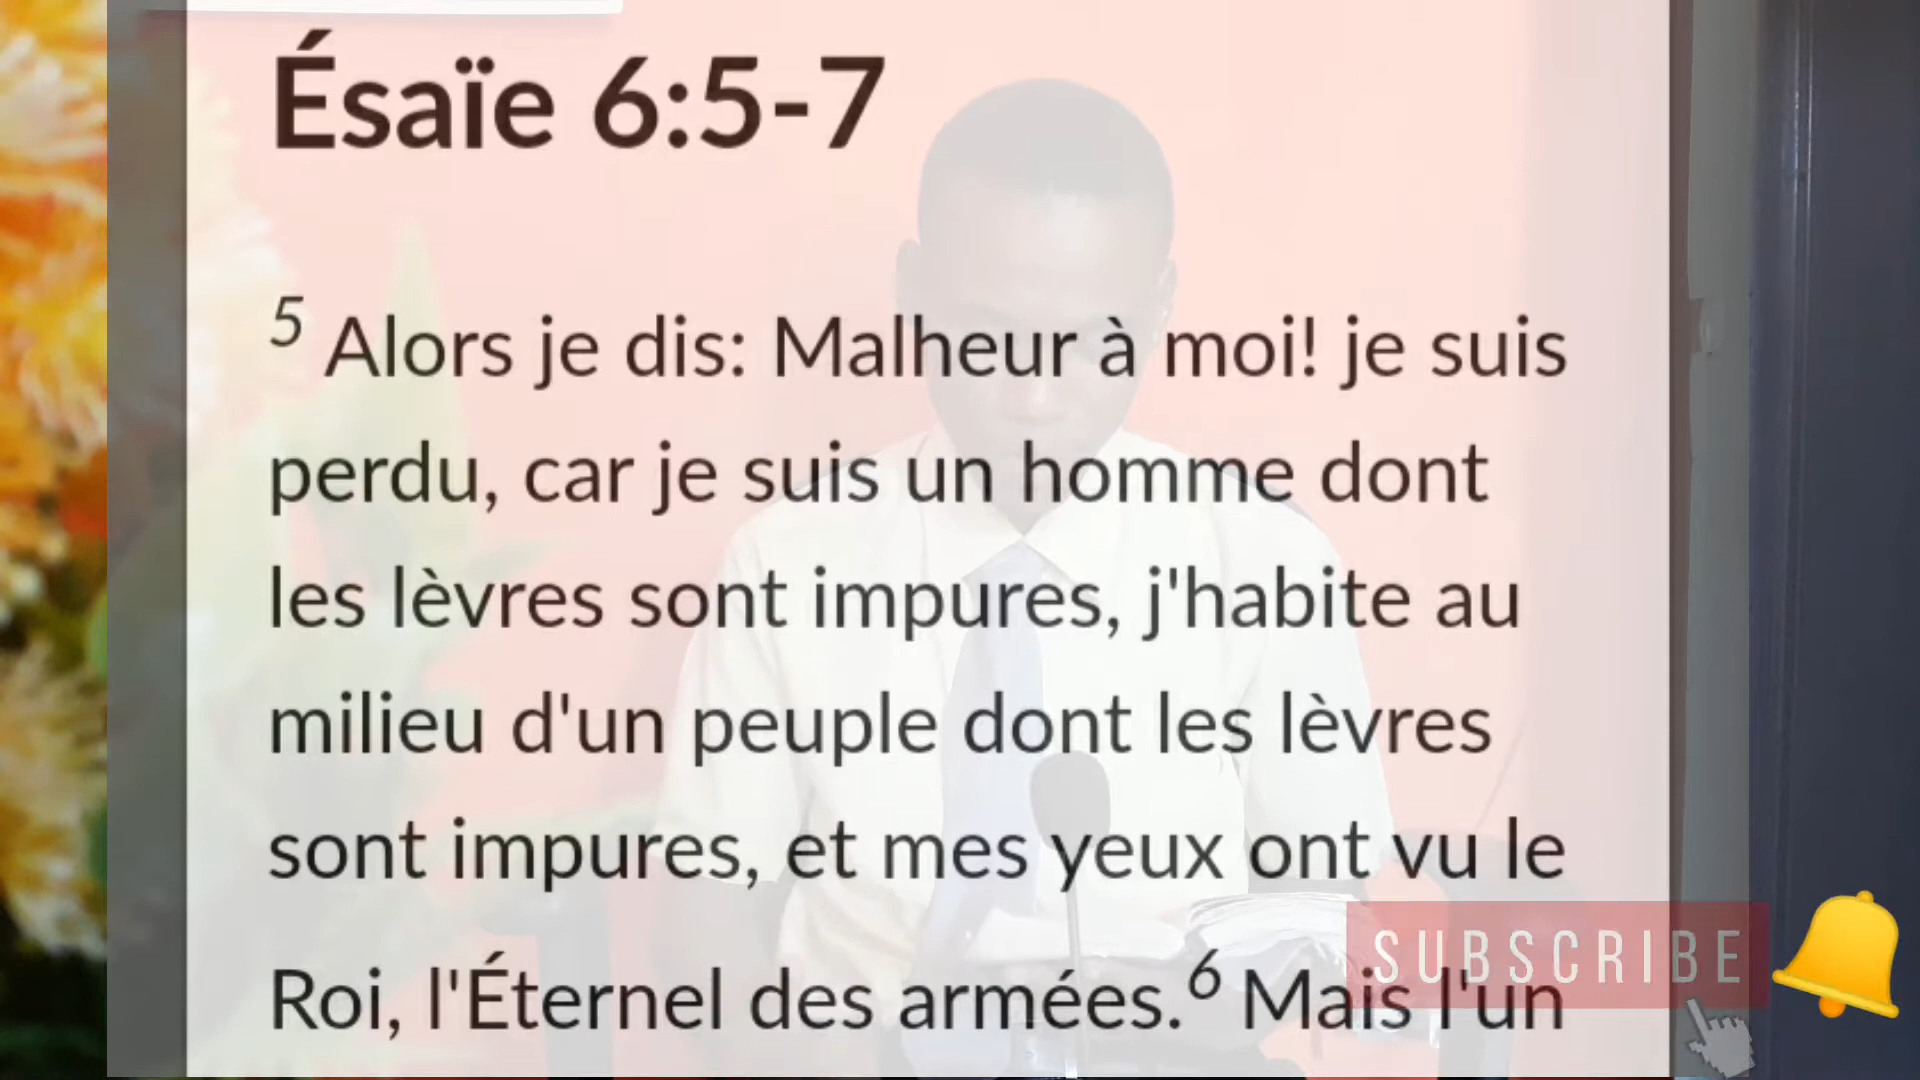 Ésaïe 6:5-7
5 Alors je dis: Malheur à moi! je suis
perdu, car je suis un homme dont
les lèvres sont impures, j'habite au
milieu d'un peuple dont les lèvres
sont impures, et mes yeux ont vu le
Roi, l'Éternel des armées.6 Mais l'un
SUBSCRIBE